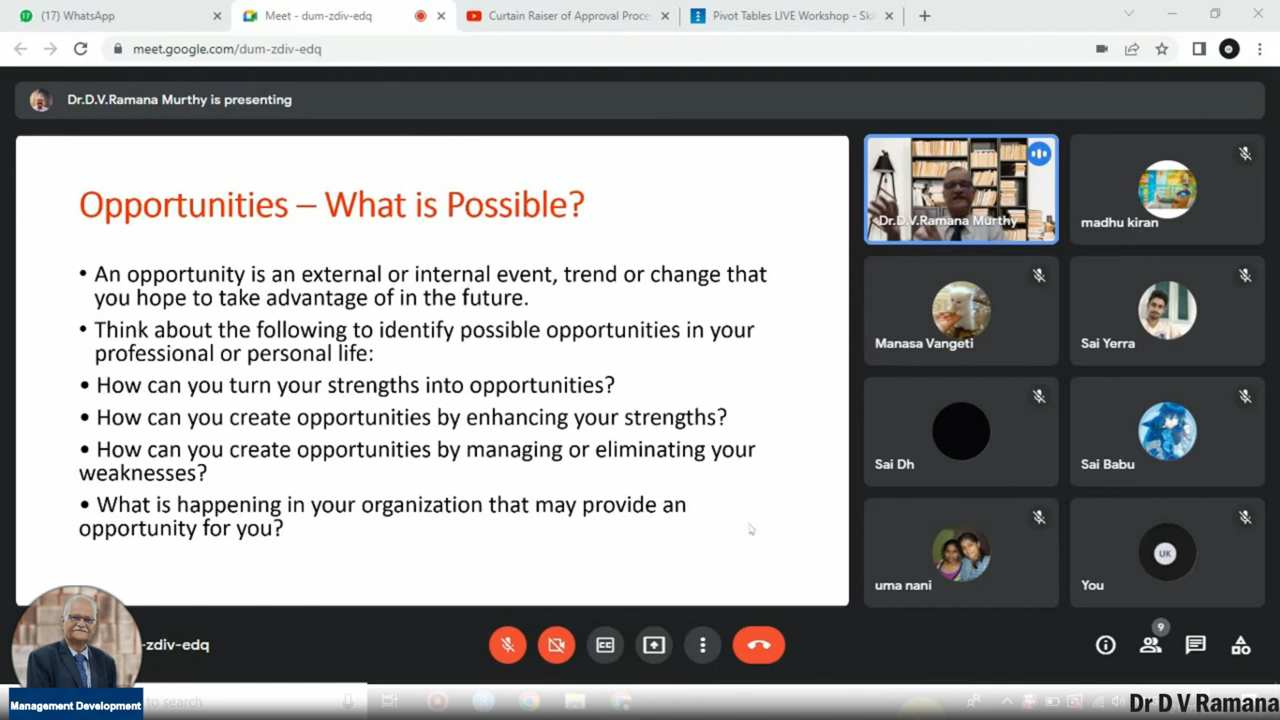 (17) WhatsApp
Meet - dum-zdiv-edq
Curtain Raiser of Approval Proce
Pivot Tables LIVE Workshop - Ski
meet.google.com/dum-zdiv-edq
Dr.D.V.Ramana Murthy is presenting
Opportunities – What is Possible?
• An opportunity is an external or internal event, trend or change that
you hope to take advantage of in the future.
• Think about the following to identify possible opportunities in your
professional or personal life:
• How can you turn your strengths into opportunities?
• How can you create opportunities by enhancing your strengths?
• How can you create opportunities by managing or eliminating your
weaknesses?
• What is happening in your organization that may provide an
opportunity for you?
Dr.D.V.Ramana Murthy
madhu kiran
Manasa Vangeti
Sai Yerra
Sai Dh
Sai Babu
uma nani
UK
You
-zdiv-edq
CC
9
to search
Management Development
Dr D V Ramana